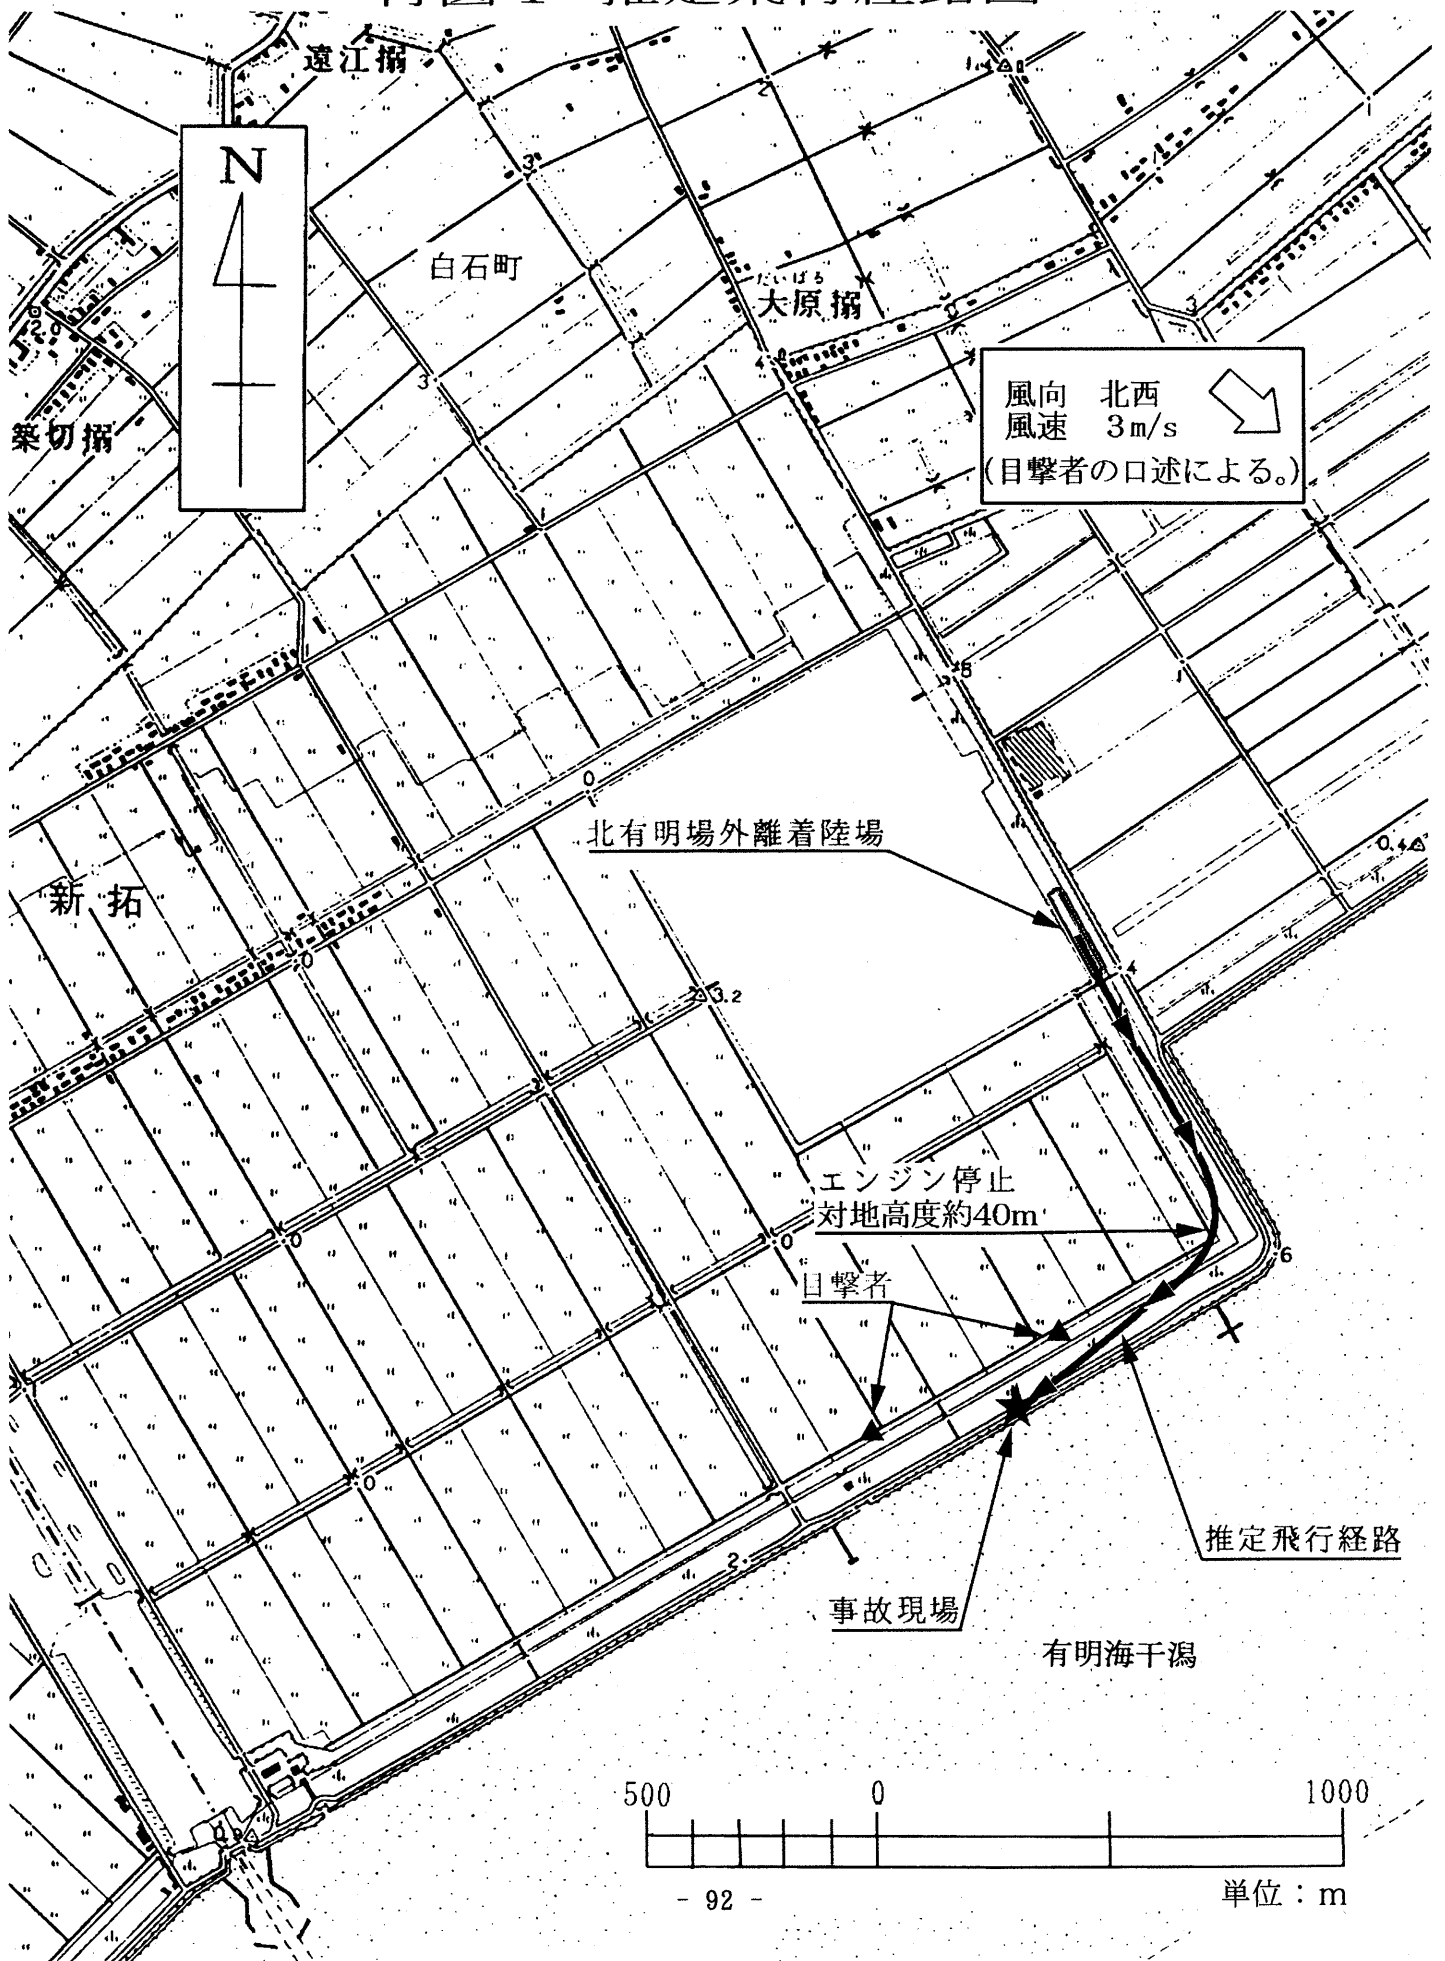 遠江搦
N
白石町
だいばる
大原搦
風向 北西
風速 3m/s
(目撃者の口述による。)
築切搦
北有明場外離着陸場
新拓
エンジン停止
対地高度約40m
目撃者
推定飛行経路
事故現場
有明海干潟
500 0 1000
単位：m
- 92 -